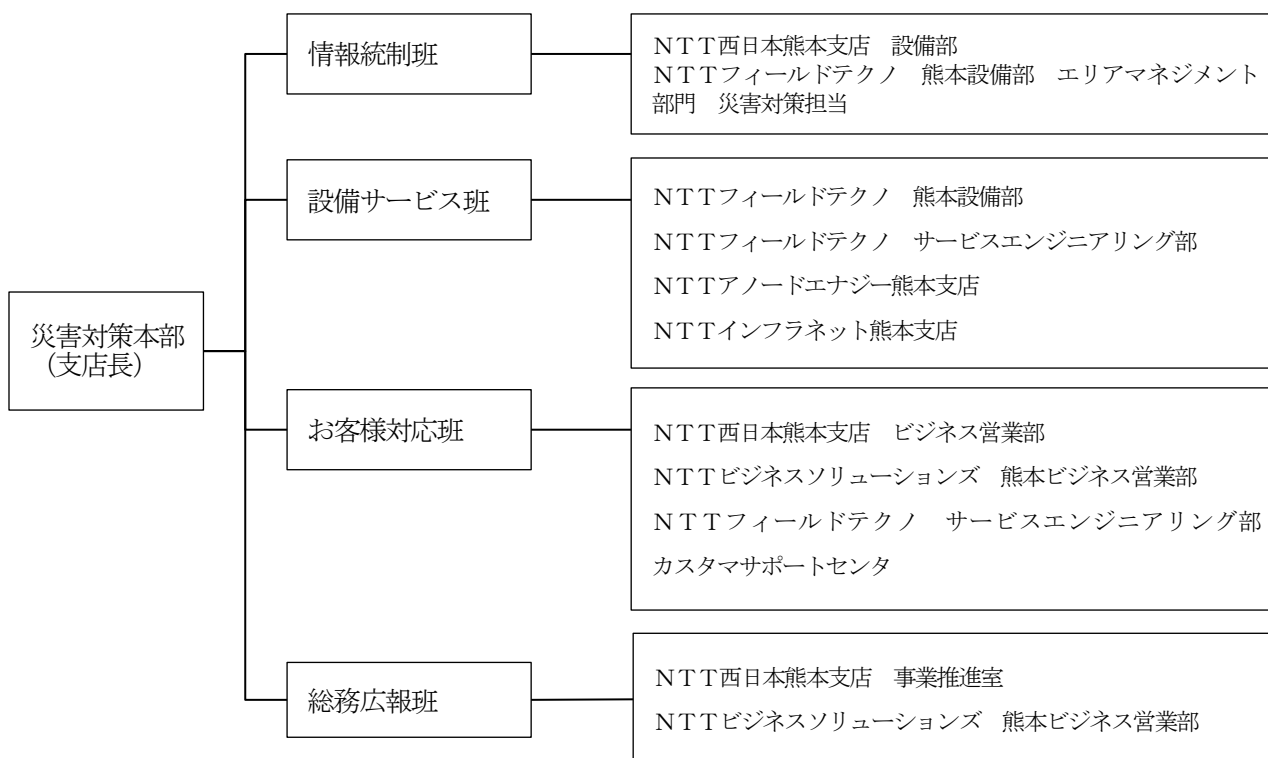 災害対策本部
(支店長)
情報統制班
NTT西日本熊本支店 設備部
NTTフィールドテクノ 熊本設備部 エリアマネジメント
部門 災害対策担当
設備サービス班
NTTフィールドテクノ 熊本設備部
NTTフィールドテクノ サービスエンジニアリング部
NTTアノードエナジー熊本支店
NTTインフラネット熊本支店
お客様対応班
NTT西日本熊本支店 ビジネス営業部
NTTビジネスソリューションズ 熊本ビジネス営業部
NTTフィールドテクノ サービスエンジニアリング部
カスタマサポートセンタ
総務広報班
NTT西日本熊本支店 事業推進室
NTTビジネスソリューションズ 熊本ビジネス営業部